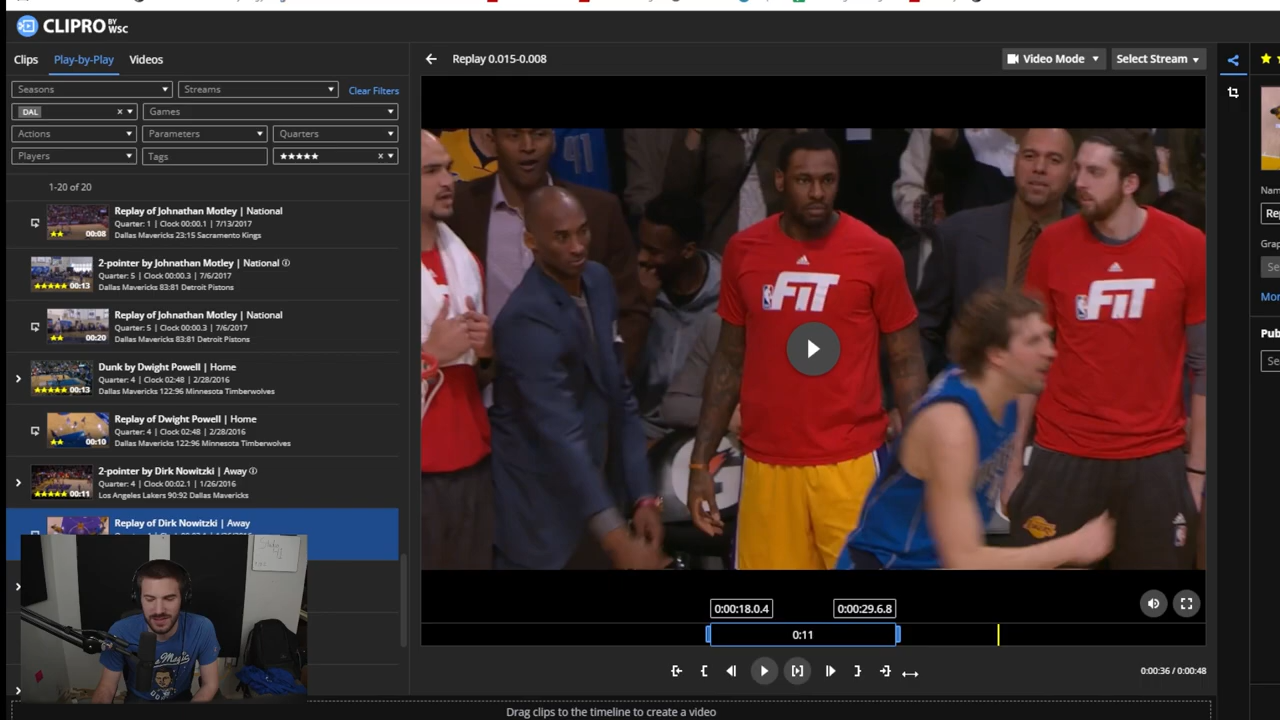 CLIPRO BY WSC
Clips Play-by-Play Videos
Seasons Streams Clear Filters
DAL × Games
Actions Parameters Quarters
Players Tags ★★★★★ ×
1-20 of 20
Replay of Johnathan Motley | National
Quarter: 1 | Clock 00:00.1 | 7/13/2017
Dallas Mavericks 23:15 Sacramento Kings
★★ 00:08
2-pointer by Johnathan Motley | National
Quarter: 5 | Clock 00:00.3 | 7/6/2017
Dallas Mavericks 83:81 Detroit Pistons
★★★★★ 00:13
Replay of Johnathan Motley | National
Quarter: 5 | Clock 00:00.3 | 7/6/2017
Dallas Mavericks 83:81 Detroit Pistons
★★ 00:20
Dunk by Dwight Powell | Home
Quarter: 4 | Clock 02:48 | 2/28/2016
Dallas Mavericks 122:96 Minnesota Timberwolves
★★★★★ 00:13
Replay of Dwight Powell | Home
Quarter: 4 | Clock 02:48 | 2/28/2016
Dallas Mavericks 122:96 Minnesota Timberwolves
★★ 00:10
2-pointer by Dirk Nowitzki | Away
Quarter: 4 | Clock 00:02.1 | 1/26/2016
Los Angeles Lakers 90:92 Dallas Mavericks
★★★★★ 00:11
Replay of Dirk Nowitzki | Away
Replay 0.015-0.008
Video Mode Select Stream
41
FIT
FIT
0:00:18.0.4 0:00:29.6.8
0:11
0:00:36 / 0:00:48
Drag clips to the timeline to create a video
Nam
Re
Gra
Se
Mor
Pub
Se